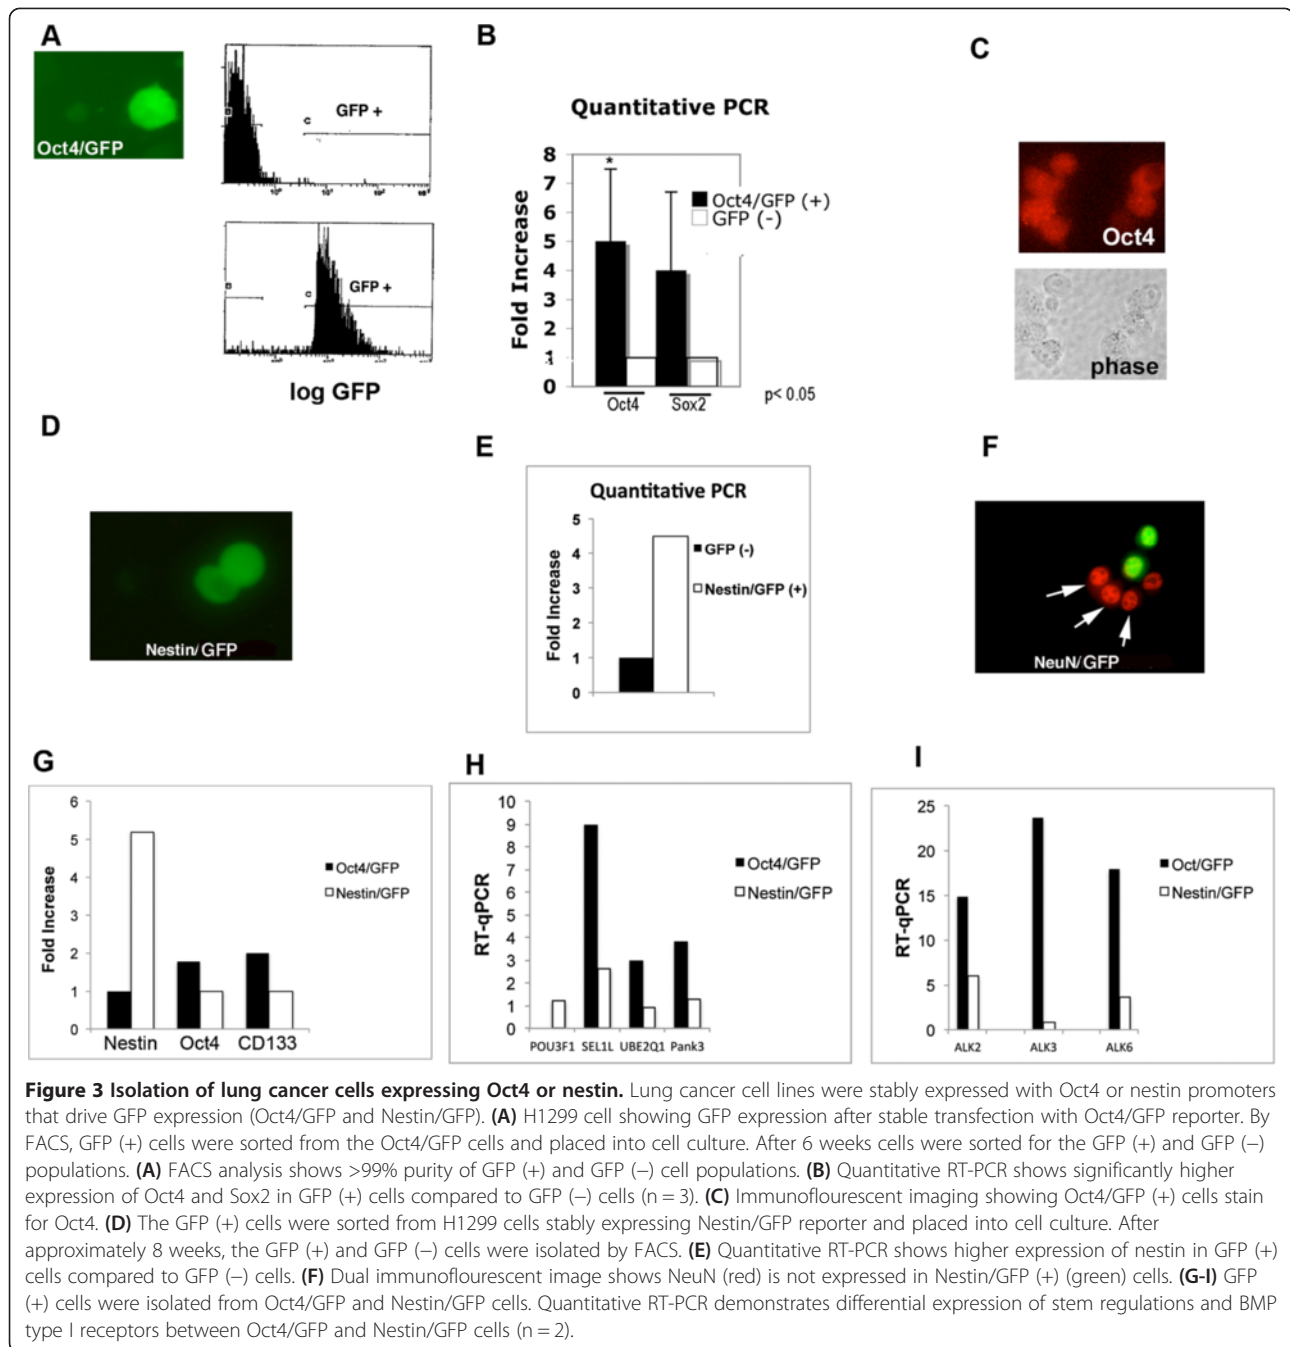 A
Oct4/GFP
GFP +
C
GFP +
C
log GFP
B
Quantitative PCR
Fold Increase
8
7
6
5
4
3
2
1
0
*
Oct4/GFP (+)
GFP (-)
Oct4
Sox2
p< 0.05
C
Oct4
phase
D
Nestin/GFP
E
Quantitative PCR
Fold Increase
5
4
3
2
1
0
GFP (-)
Nestin/GFP (+)
F
NeuN/GFP
G
Fold Increase
6
5
4
3
2
1
0
Nestin
Oct4
CD133
Oct4/GFP
Nestin/GFP
H
RT-qPCR
10
9
8
7
6
5
4
3
2
1
0
POU3F1
SEL1L
UBE2Q1
Pank3
Oct4/GFP
Nestin/GFP
I
RT-qPCR
25
20
15
10
5
0
ALK2
ALK3
ALK6
Oct/GFP
Nestin/GFP
Figure 3 Isolation of lung cancer cells expressing Oct4 or nestin. Lung cancer cell lines were stably expressed with Oct4 or nestin promoters
that drive GFP expression (Oct4/GFP and Nestin/GFP). (A) H1299 cell showing GFP expression after stable transfection with Oct4/GFP reporter. By
FACS, GFP (+) cells were sorted from the Oct4/GFP cells and placed into cell culture. After 6 weeks cells were sorted for the GFP (+) and GFP (−)
populations. (A) FACS analysis shows >99% purity of GFP (+) and GFP (−) cell populations. (B) Quantitative RT-PCR shows significantly higher
expression of Oct4 and Sox2 in GFP (+) cells compared to GFP (−) cells (n = 3). (C) Immunoflourescent imaging showing Oct4/GFP (+) cells stain
for Oct4. (D) The GFP (+) cells were sorted from H1299 cells stably expressing Nestin/GFP reporter and placed into cell culture. After
approximately 8 weeks, the GFP (+) and GFP (−) cells were isolated by FACS. (E) Quantitative RT-PCR shows higher expression of nestin in GFP (+)
cells compared to GFP (−) cells. (F) Dual immunoflourescent image shows NeuN (red) is not expressed in Nestin/GFP (+) (green) cells. (G-I) GFP
(+) cells were isolated from Oct4/GFP and Nestin/GFP cells. Quantitative RT-PCR demonstrates differential expression of stem regulations and BMP
type I receptors between Oct4/GFP and Nestin/GFP cells (n = 2).